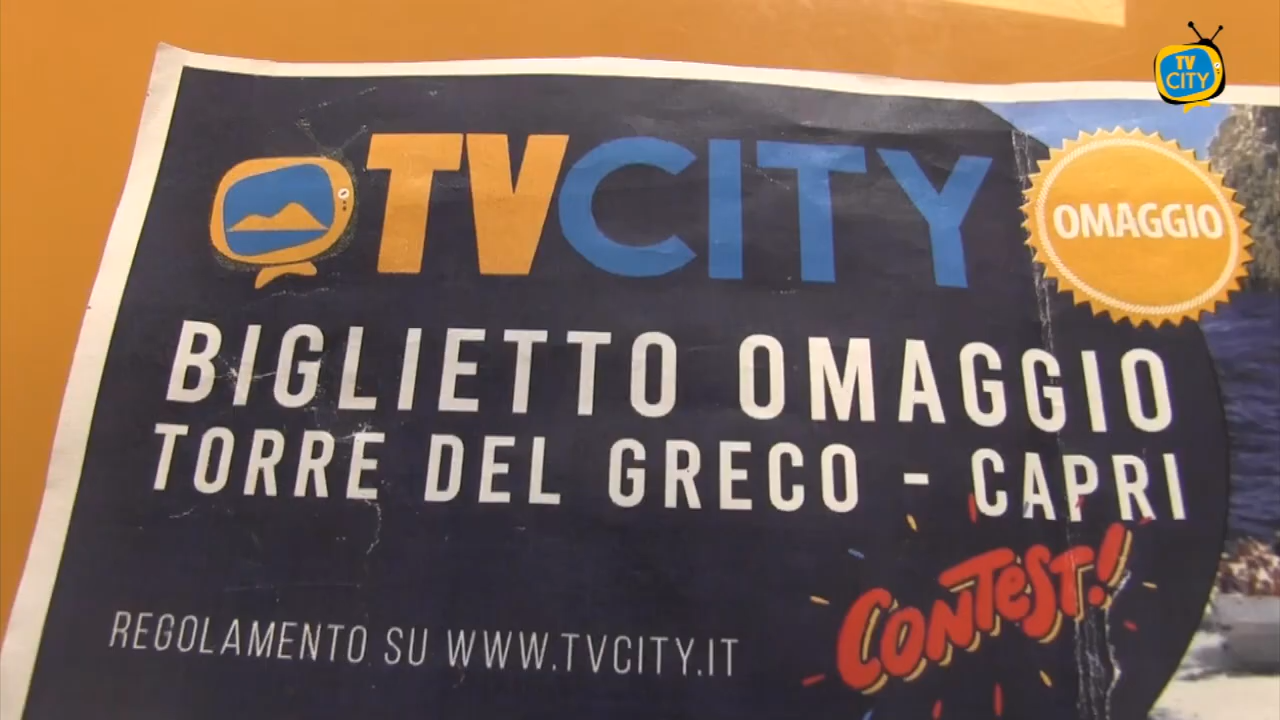 TV
CITY
TVCITY
OMAGGIO
BIGLIETTO OMAGGIO
TORRE DEL GRECO - CAPRI
CONTEST!
REGOLAMENTO SU WWW.TVCITY.IT